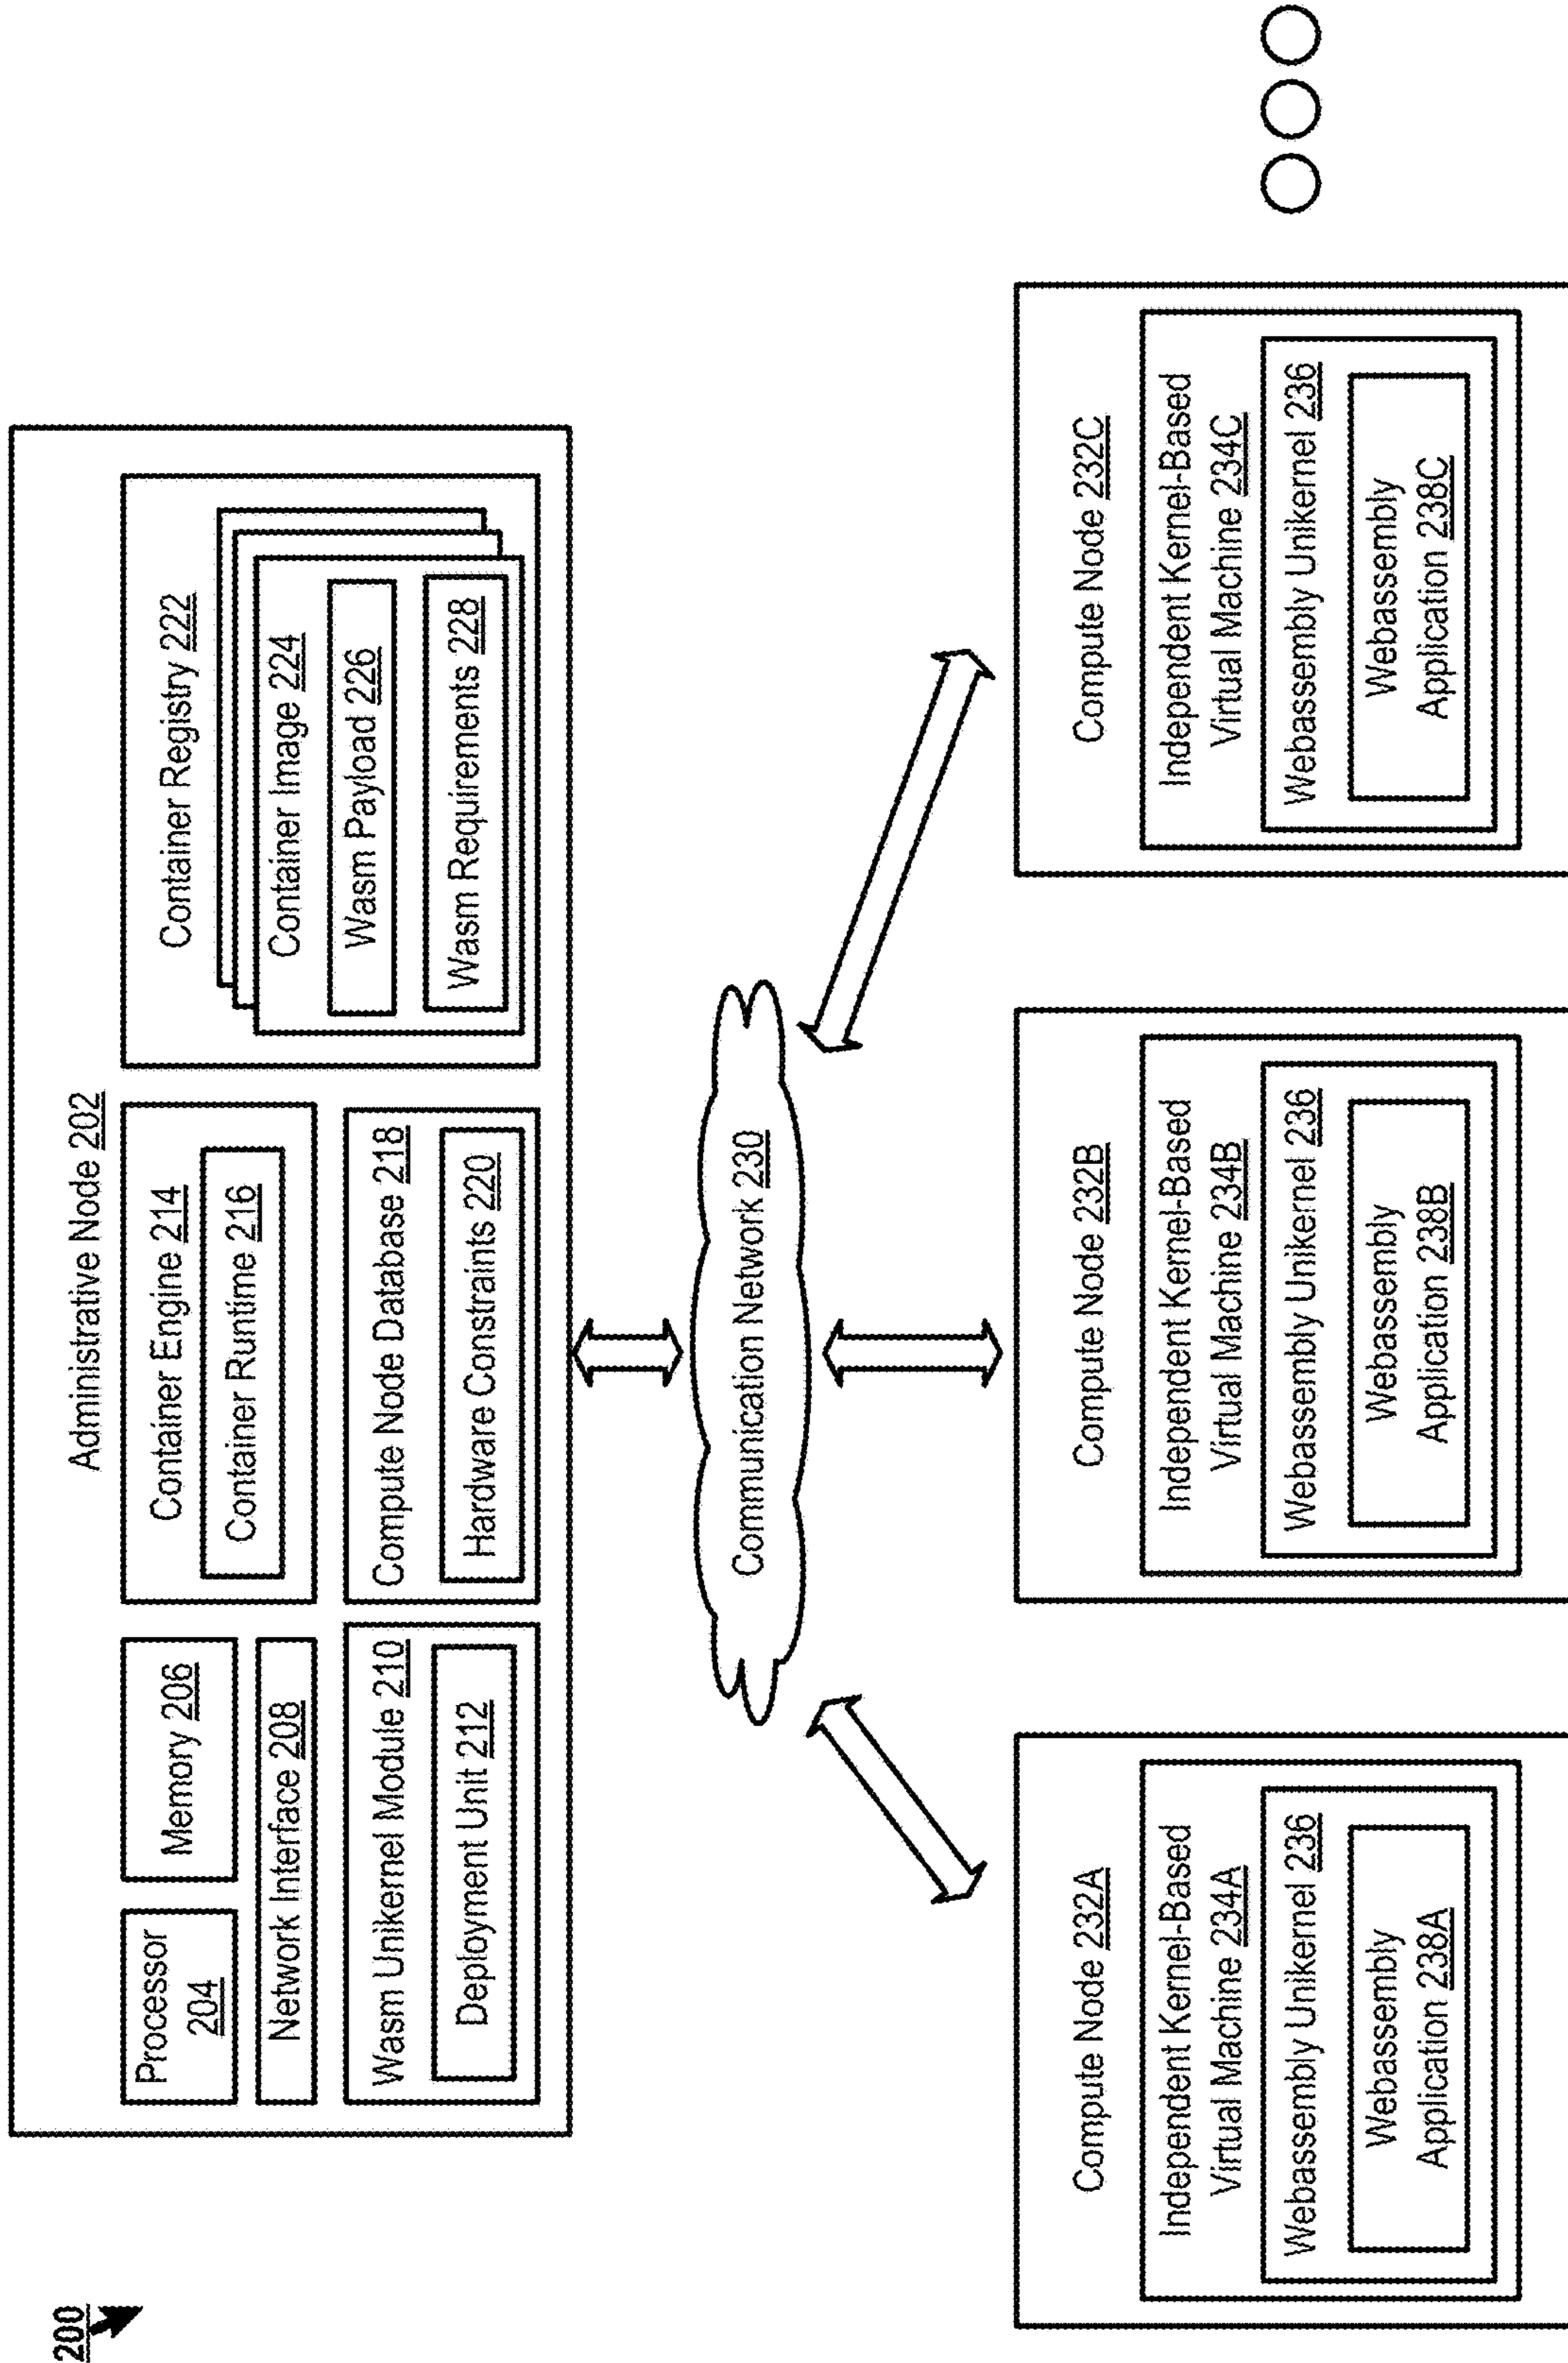 200
Administrative Node 202
Processor
204
Memory 206
Network Interface 208
Wasm Unikernel Module 210
Deployment Unit 212
Container Engine 214
Container Runtime 216
Compute Node Database 218
Hardware Constraints 220
Container Registry 222
Container Image 224
Wasm Payload 226
Wasm Requirements 228
Communication Network 230
Compute Node 232A
Independent Kernel-Based
Virtual Machine 234A
Webassembly Unikernel 236
Webassembly
Application 238A
Compute Node 232B
Independent Kernel-Based
Virtual Machine 234B
Webassembly Unikernel 236
Webassembly
Application 238B
Compute Node 232C
Independent Kernel-Based
Virtual Machine 234C
Webassembly Unikernel 236
Webassembly
Application 238C